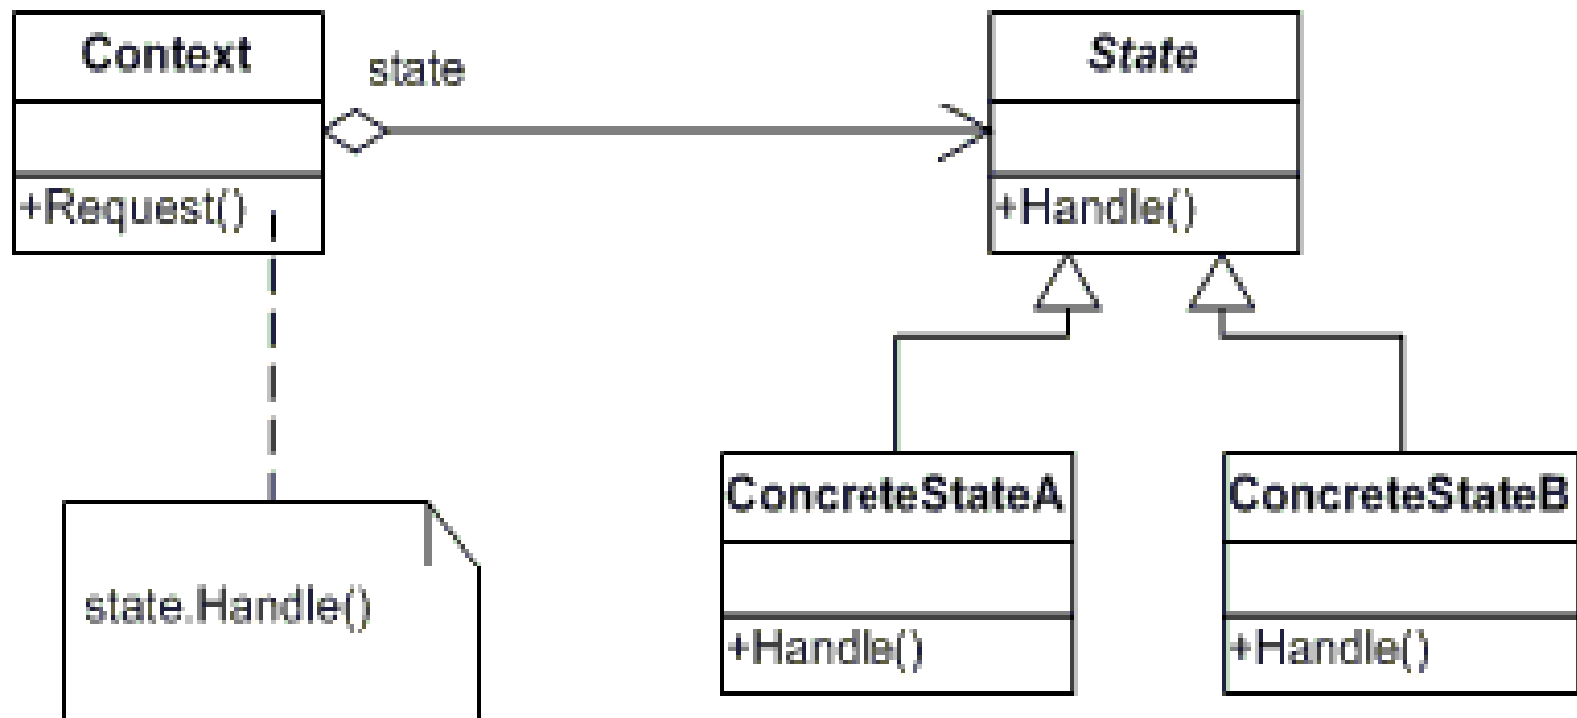 Context
state
State
+Request()
+Handle()
ConcreteStateA
ConcreteStateB
state.Handle()
+Handle()
+Handle()